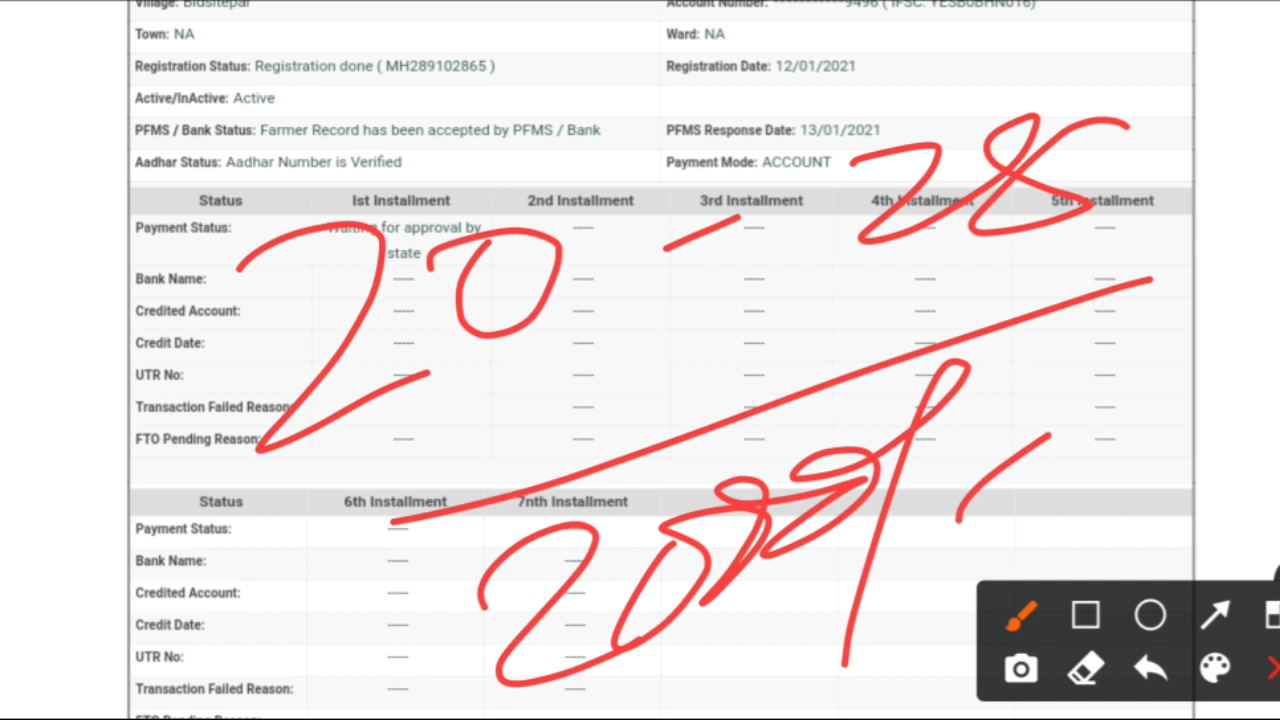 Village: Bidsitepar Account Number: 9496 ( IFSC: YESB0BHN016)
Town: NA Ward: NA
Registration Status: Registration done ( MH289102865 ) Registration Date: 12/01/2021
Active/InActive: Active
PFMS / Bank Status: Farmer Record has been accepted by PFMS / Bank PFMS Response Date: 13/01/2021
Aadhar Status: Aadhar Number is Verified Payment Mode: ACCOUNT
Status Ist Installment 2nd Installment 3rd Installment 4th Installment 5th Installment
Payment Status: Waiting for approval by ----- ----- ----- -----
state
Bank Name: ----- ----- ----- ----- -----
Credited Account: ----- ----- ----- ----- -----
Credit Date: ----- ----- ----- ----- -----
UTR No: ----- ----- ----- ----- -----
Transaction Failed Reason: ----- ----- ----- -----
FTO Pending Reason: ----- ----- ----- ----- -----
20 - 28
Status 6th Installment 7nth Installment
Payment Status: -----
Bank Name: ----- -----
Credited Account: ----- -----
Credit Date: ----- -----
UTR No: ----- -----
Transaction Failed Reason: ----- -----